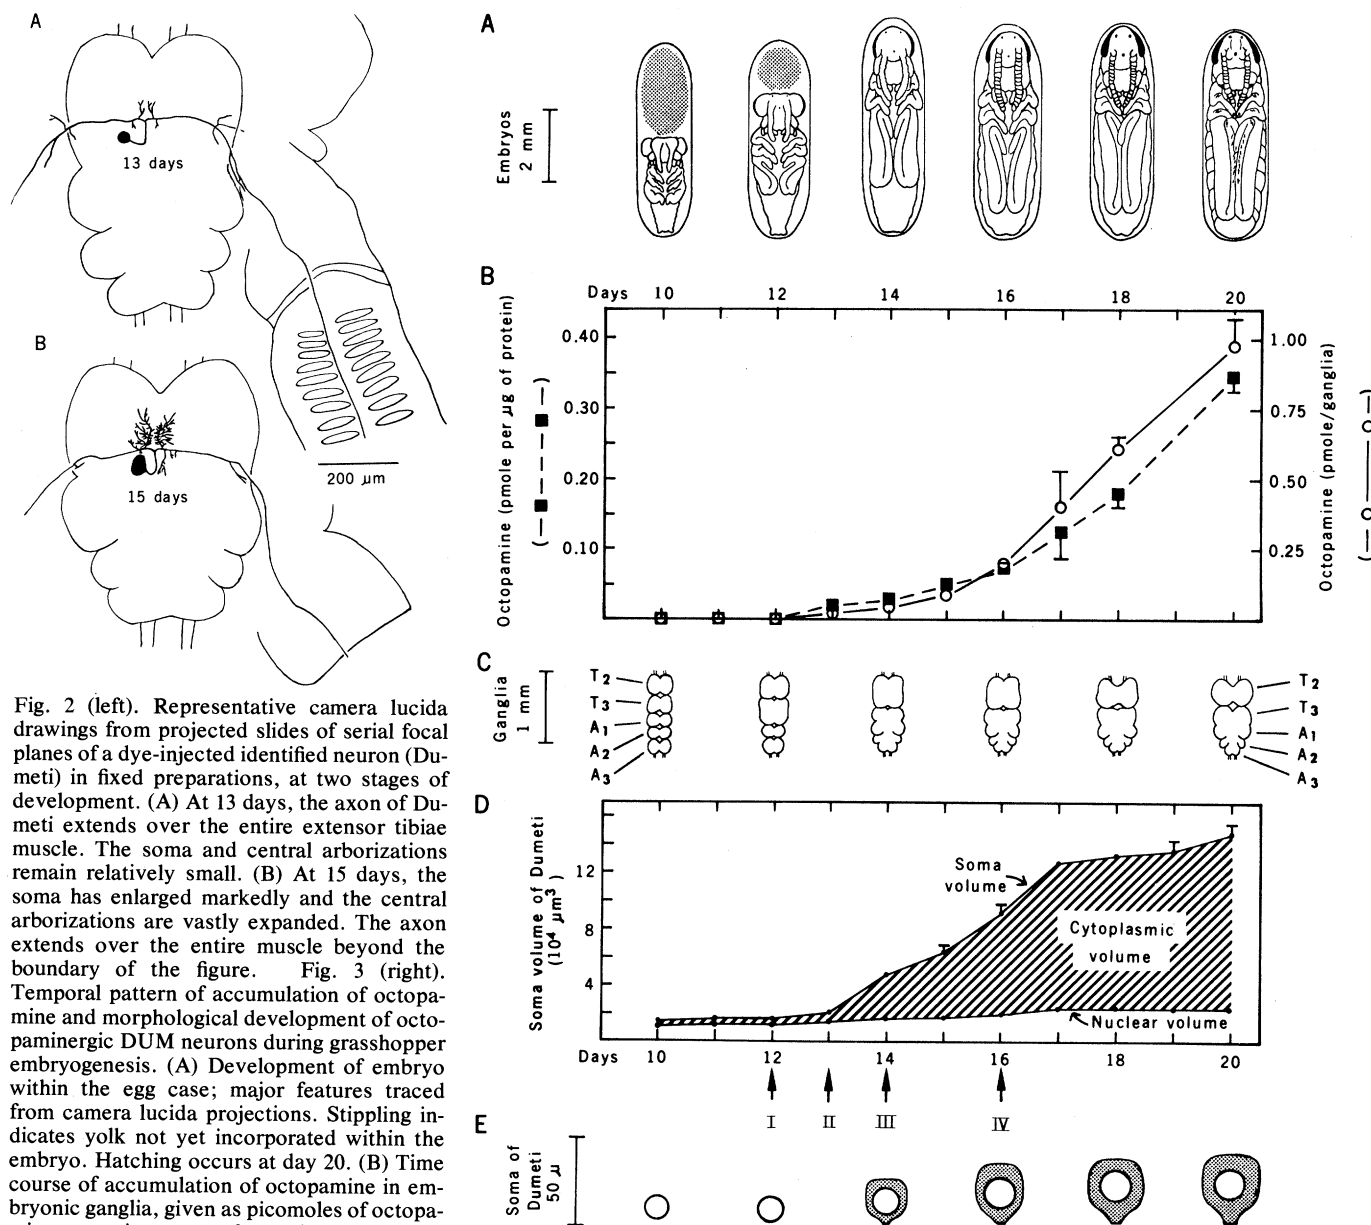 A
13 days
B
15 days
200 µm
Fig. 2 (left). Representative camera lucida
drawings from projected slides of serial focal
planes of a dye-injected identified neuron (Du-
meti) in fixed preparations, at two stages of
development. (A) At 13 days, the axon of Du-
meti extends over the entire extensor tibiae
muscle. The soma and central arborizations
remain relatively small. (B) At 15 days, the
soma has enlarged markedly and the central
arborizations are vastly expanded. The axon
extends over the entire muscle beyond the
boundary of the figure. Fig. 3 (right).
Temporal pattern of accumulation of octopa-
mine and morphological development of octo-
paminergic DUM neurons during grasshopper
embryogenesis. (A) Development of embryo
within the egg case; major features traced
from camera lucida projections. Stippling in-
dicates yolk not yet incorporated within the
embryo. Hatching occurs at day 20. (B) Time
course of accumulation of octopamine in em-
bryonic ganglia, given as picomoles of octopa-
A
Embryos
2 mm
B
Days 10 12 14 16 18 20
Octopamine (pmole per µg of protein)
0.40
0.30
0.20
0.10
1.00
0.75
0.50
0.25
Octopamine (pmole/ganglia)
C
Ganglia
1 mm
T2
T3
A1
A2
A3
T2
T3
A1
A2
A3
D
Soma volume of Dumeti
(10⁴ µm³)
12
8
4
Soma
volume
Cytoplasmic
volume
Nuclear volume
Days 10 12 14 16 18 20
I II III IV
E
Soma of
Dumeti
50 µ